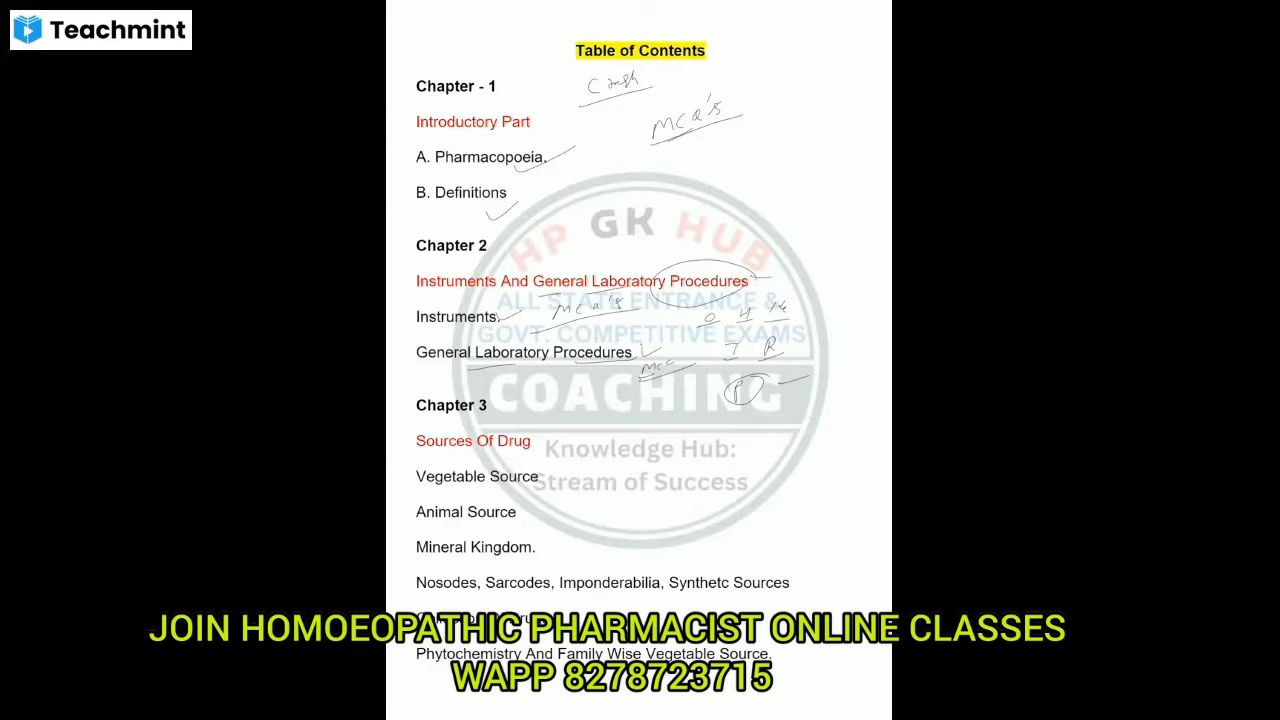 Teachmint
Table of Contents
Chapter - 1
Crash
MCQ's
Introductory Part
A. Pharmacopoeia.
B. Definitions
HP GK HUB
Chapter 2
Instruments And General Laboratory Procedures
ALL STATE ENTRANCE &
Instruments.
MCQ's
GOVT. COMPETITIVE EXAMS
General Laboratory Procedures
COACHING
Chapter 3
Sources Of Drug
Knowledge Hub:
Vegetable Source
Stream of Success
Animal Source
Mineral Kingdom.
Nosodes, Sarcodes, Imponderabilia, Synthetc Sources
JOIN HOMOEOPATHIC PHARMACIST ONLINE CLASSES
Phytochemistry And Family Wise Vegetable Source.
WAPP 8278723715